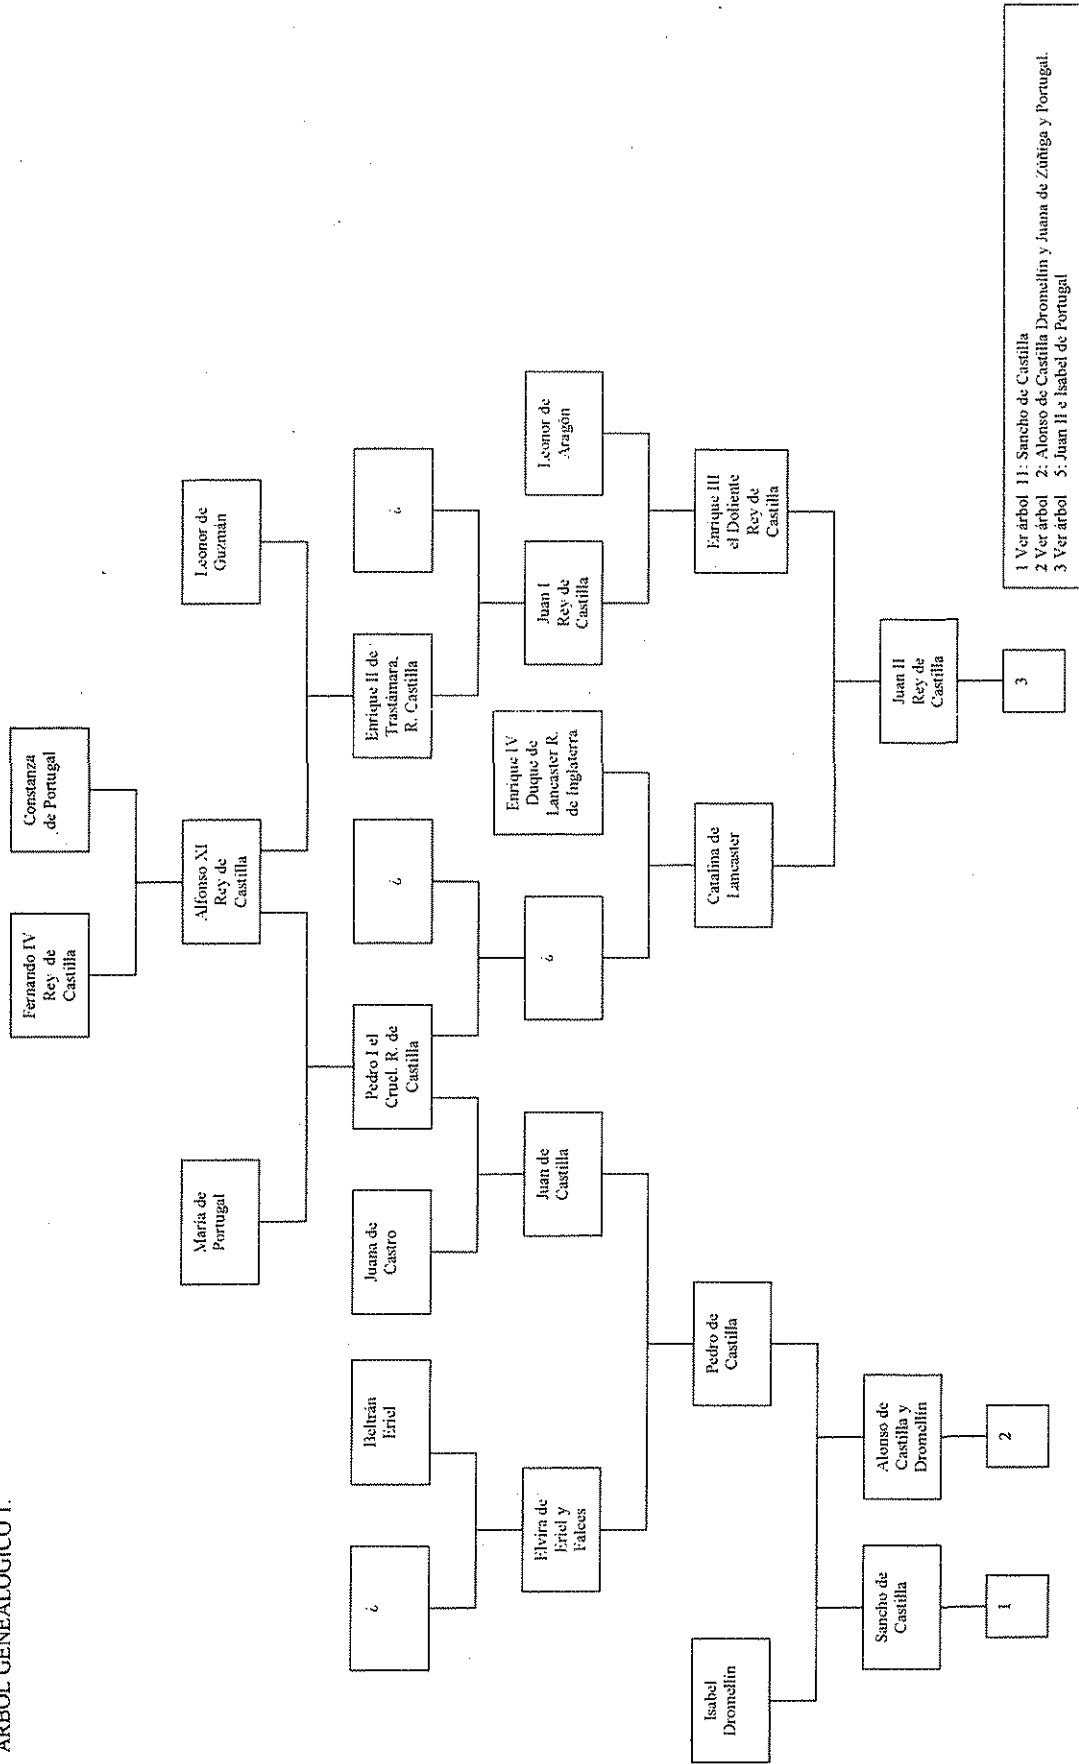 ÁRBOL GENEALÓGICO 1.
Fernando IV
Rey de
Castilla
Constanza
de Portugal
María de
Portugal
Alfonso XI
Rey de
Castilla
Leonor de
Guzmán
¿
Beltrán
Eriel
Juana de
Castro
Pedro I el
Cruel. R. de
Castilla
¿
Enrique II de
Trastámara.
R. Castilla
¿
Elvira de
Eriel y
Falces
Juan de
Castilla
¿
Enrique IV
Duque de
Lancaster R.
de Inglaterra
Juan I
Rey de
Castilla
Leonor de
Aragón
Isabel
Dromellín
Pedro de
Castilla
Catalina de
Lancaster
Enrique III
el Doliente
Rey de
Castilla
Sancho de
Castilla
Alonso de
Castilla y
Dromellín
Juan II
Rey de
Castilla
1
2
3
1 Ver árbol 11: Sancho de Castilla
2 Ver árbol 2: Alonso de Castilla Dromellín y Juana de Zúñiga y Portugal.
3 Ver árbol 5: Juan II e Isabel de Portugal